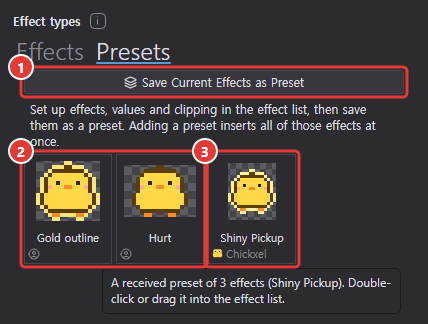 Effect types i
Effects Presets
1
Save Current Effects as Preset
Set up effects, values and clipping in the effect list, then save
them as a preset. Adding a preset inserts all of those effects at
once.
2
3
Gold outline
Hurt
Shiny Pickup
Chickxel
A received preset of 3 effects (Shiny Pickup). Double-
click or drag it into the effect list.